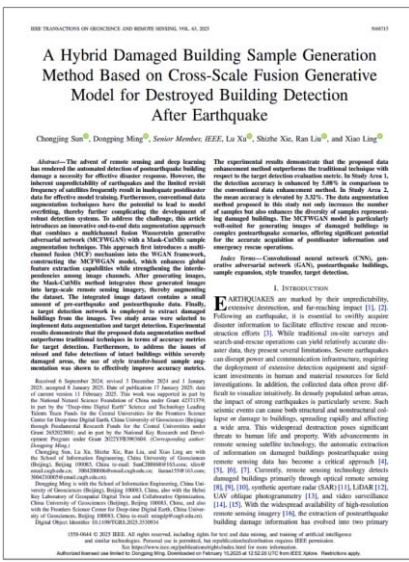 IEEE TRANSACTIONS ON GEOSCIENCE AND REMOTE SENSING, VOL. 63, 2025
A Hybrid Damaged Building Sample Generation
Method Based on Cross-Scale Fusion Generative
Model for Destroyed Building Detection
After Earthquake
Chongjing Sun, Dongping Ming, Senior Member, IEEE, Lu Xu, Shizhe Xie, Ran Liu, and Xiao Ling
Abstract—The advent of remote sensing and deep learning
has rendered the automated detection of postearthquake building
damage a necessity for effective disaster response. However, the
inherent unpredictability of earthquakes and the limited revisit
frequency of satellites frequently result in inadequate postdisaster
data for effective model training. Furthermore, conventional data
augmentation techniques have the potential to lead to model
overfitting, thereby further complicating the development of
robust detection systems. To address the challenge, this article
introduces an innovative end-to-end data augmentation approach
that combines a multichannel fusion Wasserstein generative
adversarial network (MCFWGAN) with a Mask-CutMix sample
augmentation technique. This approach first introduces a multi-
channel fusion (MCF) mechanism into the WGAN framework,
constructing the MCFWGAN model, which enhances global
feature extraction capabilities while strengthening the interde-
pendencies among image channels. After generating images,
the Mask-CutMix method integrates these generated images
into large-scale remote sensing imagery, thereby augmenting
the dataset. The integrated image dataset contains a small
amount of pre-earthquake and postearthquake data. Finally,
a target detection network is employed to extract damaged
buildings from the images. Two study areas were selected to
implement data augmentation and target detection. Experimental
results demonstrate that the proposed data augmentation method
outperforms traditional techniques in terms of accuracy metrics
for target detection. Furthermore, to address the issues of
missed and false detections of intact buildings within severely
damaged areas, the use of style transfer-based sample aug-
mentation was shown to effectively improve accuracy metrics.
The experimental results demonstrate that the proposed data
enhancement method outperforms the traditional technique with
respect to the target detection evaluation metric. In Study Area 1,
the detection accuracy is enhanced by 5.08% in comparison to
the conventional data enhancement method. In Study Area 2,
the mean accuracy is elevated by 3.32%. The data augmentation
method proposed in this study not only increases the number
of samples but also enhances the diversity of samples represent-
ing damaged buildings. The MCFWGAN model is particularly
well-suited for generating images of damaged buildings in
complex postearthquake scenarios, offering significant potential
for the accurate acquisition of postdisaster information and
emergency rescue operations.
Index Terms—Convolutional neural network (CNN), gen-
erative adversarial network (GAN), postearthquake buildings,
sample expansion, style transfer, target detection.
I. INTRODUCTION
EARTHQUAKES are marked by their unpredictability,
extensive destruction, and far-reaching impact [1], [2].
Following an earthquake, it is essential to swiftly acquire
disaster information to facilitate effective rescue and recon-
struction efforts [3]. While traditional on-site surveys and
search-and-rescue operations can yield relatively accurate dis-
aster data, they present several limitations. Severe earthquakes
can disrupt power and communication infrastructure, requiring
the deployment of extensive detection equipment and signif-
icant investments in human and material resources for field
investigations. In addition, the collected data often prove dif-
ficult to visualize intuitively. In densely populated urban areas,
the impact of strong earthquakes is particularly severe. Such
seismic events can cause both structural and nonstructural col-
lapse or damage to buildings, spreading rapidly and affecting
a wide area. This widespread destruction poses significant
threats to human life and property. With advancements in
remote sensing satellite technology, the automatic extraction
of information on damaged buildings postearthquake using
remote sensing data has become a critical approach [4],
[5], [6], [7]. Currently, remote sensing technology detects
damaged buildings primarily through optical remote sensing
[8], [9], [10], synthetic aperture radar (SAR) [11], LiDAR [12],
UAV oblique photogrammetry [13], and video surveillance
[14], [15]. With the widespread availability of high-resolution
remote sensing imagery [16], the extraction of postearthquake
building damage information has evolved into two primary